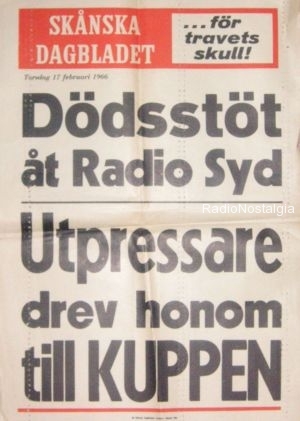 SKÅNSKA
DAGBLADET
...för
travets
skull!
Torsdag 17 februari 1966
Dödsstöt
åt Radio Syd
RadioNostalgia
Utpressare
drev honom
till KUPPEN